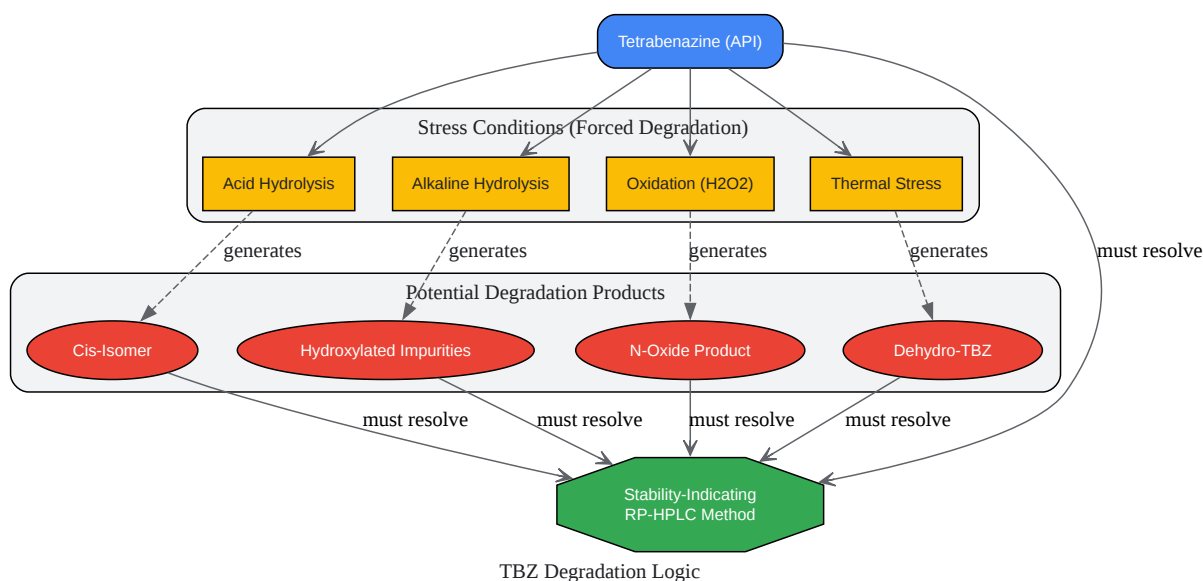 Tetrabenazine (API)
Stress Conditions (Forced Degradation)
Acid Hydrolysis
Alkaline Hydrolysis
Oxidation (H2O2)
Thermal Stress
generates
generates
generates
generates
must resolve
Potential Degradation Products
Cis-Isomer
Hydroxylated Impurities
N-Oxide Product
Dehydro-TBZ
must resolve
must resolve
must resolve
must resolve
Stability-Indicating
RP-HPLC Method
TBZ Degradation Logic